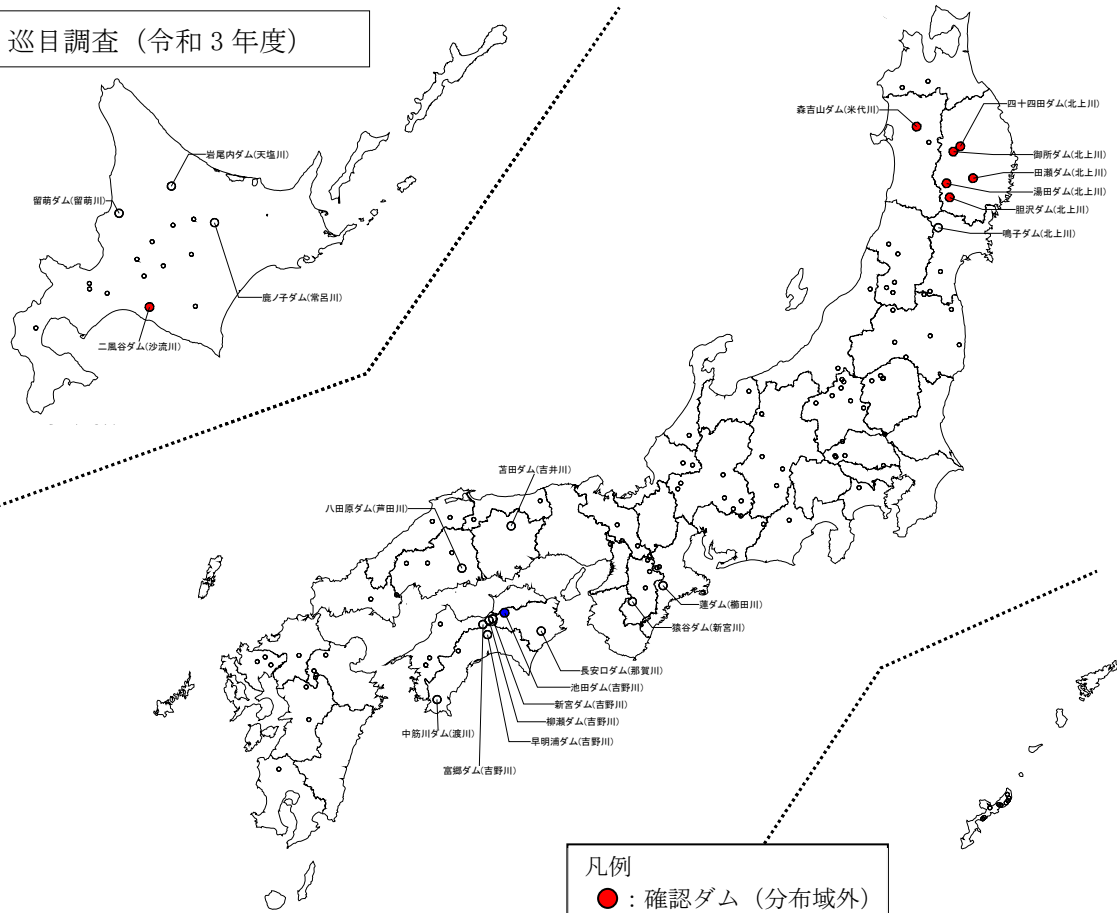 巡目調査（令和3年度）
岩尾内ダム(天塩川)
留萌ダム(留萌川)
鹿ノ子ダム(常呂川)
二風谷ダム(沙流川)
森吉山ダム(米代川)
四十四田ダム(北上川)
御所ダム(北上川)
田瀬ダム(北上川)
湯田ダム(北上川)
胆沢ダム(北上川)
鳴子ダム(北上川)
苫田ダム(吉井川)
八田原ダム(芦田川)
蓮ダム(櫛田川)
猿谷ダム(新宮川)
長安口ダム(那賀川)
池田ダム(吉野川)
新宮ダム(吉野川)
柳瀬ダム(吉野川)
早明浦ダム(吉野川)
中筋川ダム(渡川)
富郷ダム(吉野川)
凡例
：確認ダム（分布域外）